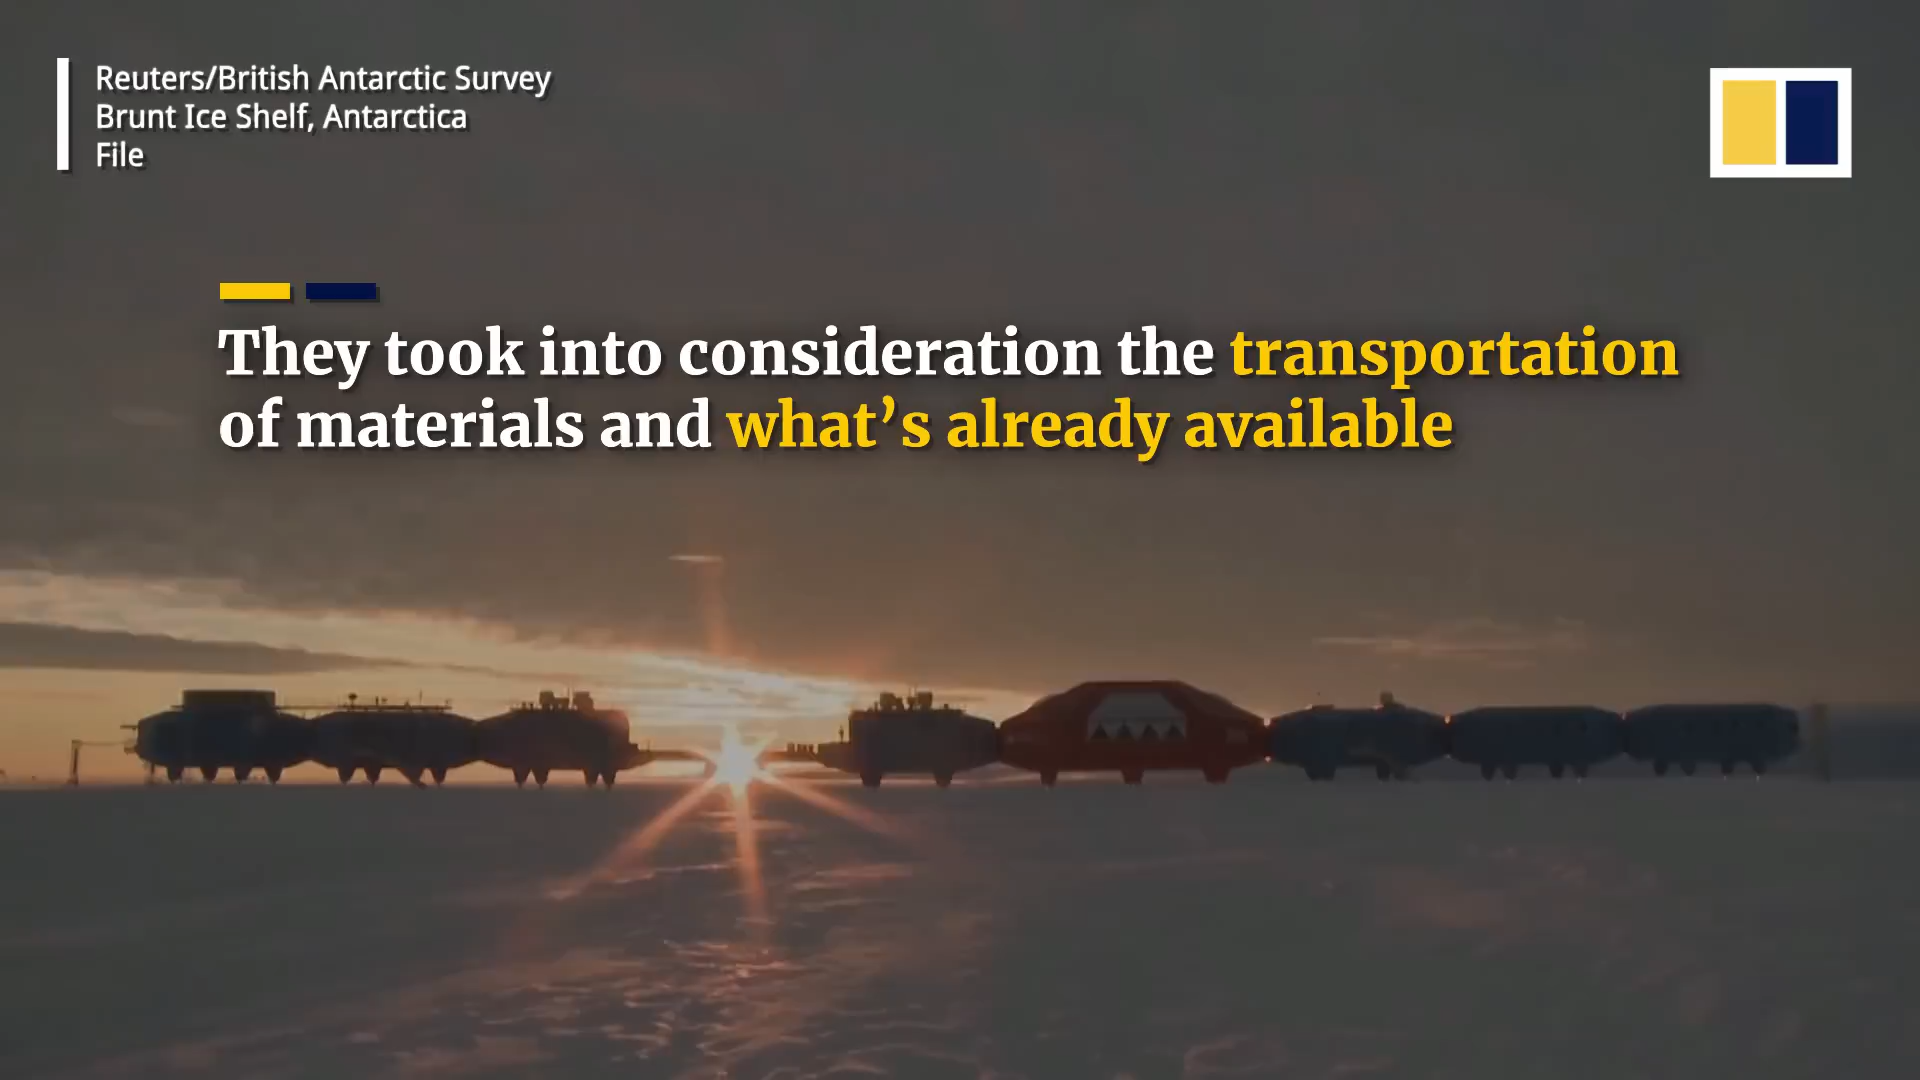 Reuters/British Antarctic Survey
Brunt Ice Shelf, Antarctica
File
They took into consideration the transportation
of materials and what’s already available